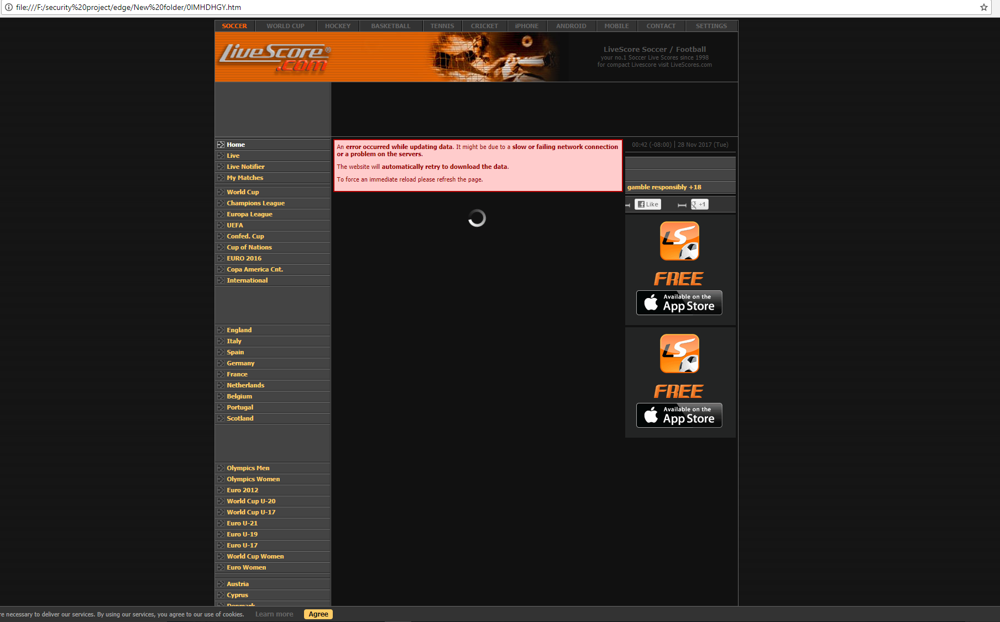 file:///F:/security%20project/edge/New%20folder/0IMHDHGY.htm
SOCCER WORLD CUP HOCKEY BASKETBALL TENNIS CRICKET iPHONE ANDROID MOBILE CONTACT SETTINGS
LiveScore®
.com
LiveScore Soccer / Football
your no.1 Soccer Live Scores since 1998
for compact Livescore visit LiveScores.com
Home
Live
Live Notifier
My Matches
World Cup
Champions League
Europa League
UEFA
Confed. Cup
Cup of Nations
EURO 2016
Copa America Cnt.
International
England
Italy
Spain
Germany
France
Netherlands
Belgium
Portugal
Scotland
Olympics Men
Olympics Women
Euro 2012
World Cup U-20
World Cup U-17
Euro U-21
Euro U-19
Euro U-17
World Cup Women
Euro Women
Austria
Cyprus
Denmark
An error occurred while updating data. It might be due to a slow or failing network connection
or a problem on the servers.
The website will automatically retry to download the data.
To force an immediate reload please refresh the page.
00:42 (-08:00) | 28 Nov 2017 (Tue)
gamble responsibly +18
Like
g +1
LS
FREE
Available on the
App Store
LS
FREE
Available on the
App Store
re necessary to deliver our services. By using our services, you agree to our use of cookies. Learn more Agree